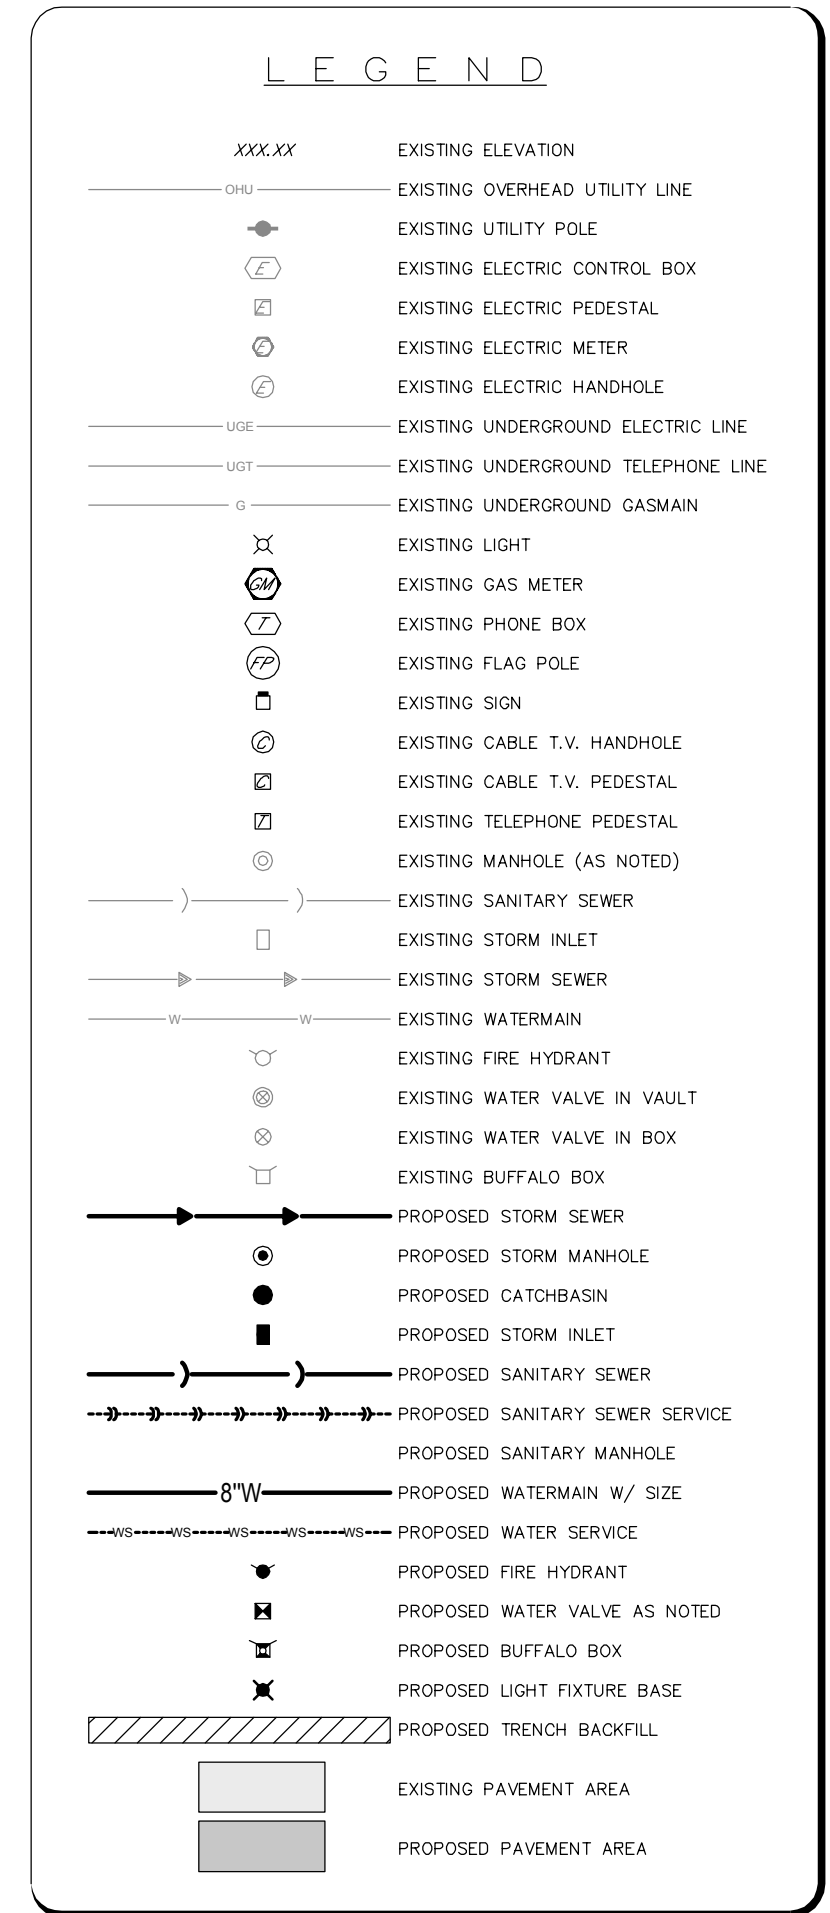 LEGEND
XXX.XX EXISTING ELEVATION
OHU EXISTING OVERHEAD UTILITY LINE
EXISTING UTILITY POLE
E EXISTING ELECTRIC CONTROL BOX
E EXISTING ELECTRIC PEDESTAL
E EXISTING ELECTRIC METER
E EXISTING ELECTRIC HANDHOLE
UGE EXISTING UNDERGROUND ELECTRIC LINE
UGT EXISTING UNDERGROUND TELEPHONE LINE
G EXISTING UNDERGROUND GASMAIN
EXISTING LIGHT
GM EXISTING GAS METER
T EXISTING PHONE BOX
FP EXISTING FLAG POLE
EXISTING SIGN
C EXISTING CABLE T.V. HANDHOLE
C EXISTING CABLE T.V. PEDESTAL
T EXISTING TELEPHONE PEDESTAL
EXISTING MANHOLE (AS NOTED)
EXISTING SANITARY SEWER
EXISTING STORM INLET
EXISTING STORM SEWER
W W EXISTING WATERMAIN
EXISTING FIRE HYDRANT
EXISTING WATER VALVE IN VAULT
EXISTING WATER VALVE IN BOX
EXISTING BUFFALO BOX
PROPOSED STORM SEWER
PROPOSED STORM MANHOLE
PROPOSED CATCHBASIN
PROPOSED STORM INLET
PROPOSED SANITARY SEWER
PROPOSED SANITARY SEWER SERVICE
PROPOSED SANITARY MANHOLE
8"W PROPOSED WATERMAIN W/ SIZE
WS WS WS WS WS PROPOSED WATER SERVICE
PROPOSED FIRE HYDRANT
PROPOSED WATER VALVE AS NOTED
PROPOSED BUFFALO BOX
PROPOSED LIGHT FIXTURE BASE
PROPOSED TRENCH BACKFILL
EXISTING PAVEMENT AREA
PROPOSED PAVEMENT AREA